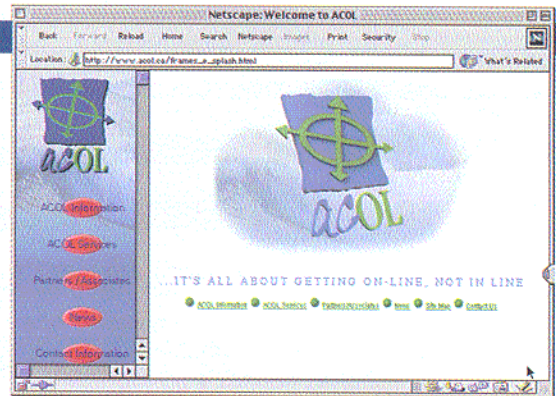 Netscape: Welcome to ACOL
Back Forward Reload Home Search Netscape Images Print Security Stop
Location: http://www.acol.ca/frames_e_splash.html What's Related
acOL
ACOL Information
ACOL Services
Partners / Associates
News
Contact Information
acOL
...IT'S ALL ABOUT GETTING ON-LINE, NOT IN LINE
ACOL Information ACOL Services Partners/Associates News Site Map Contact Us